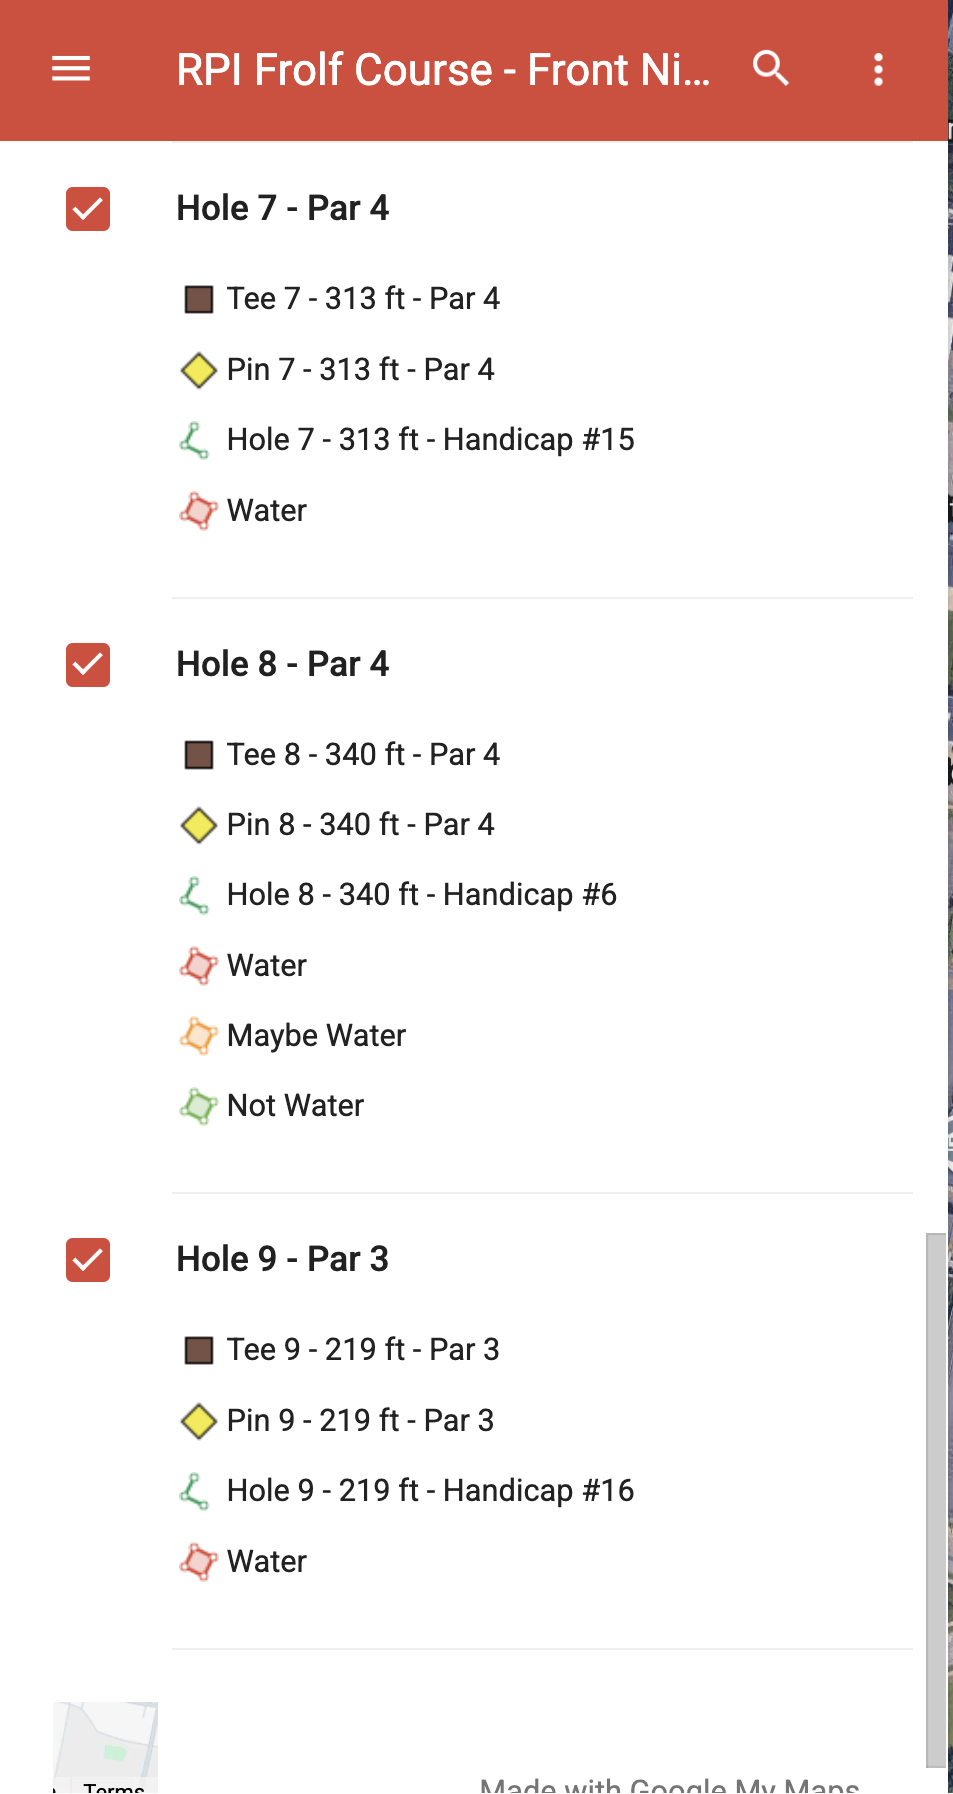 RPI Frolf Course - Front Ni...
Hole 7 - Par 4
Tee 7 - 313 ft - Par 4
Pin 7 - 313 ft - Par 4
Hole 7 - 313 ft - Handicap #15
Water
Hole 8 - Par 4
Tee 8 - 340 ft - Par 4
Pin 8 - 340 ft - Par 4
Hole 8 - 340 ft - Handicap #6
Water
Maybe Water
Not Water
Hole 9 - Par 3
Tee 9 - 219 ft - Par 3
Pin 9 - 219 ft - Par 3
Hole 9 - 219 ft - Handicap #16
Water
Terms
Made with Google My Maps